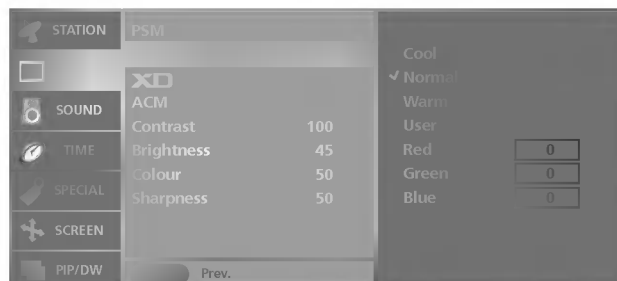 STATION
SOUND
TIME
SPECIAL
SCREEN
PIP/DW
PSM
XD
ACM
Contrast 100
Brightness 45
Colour 50
Sharpness 50
Prev.
Cool
✔ Normal
Warm
User
Red 0
Green 0
Blue 0